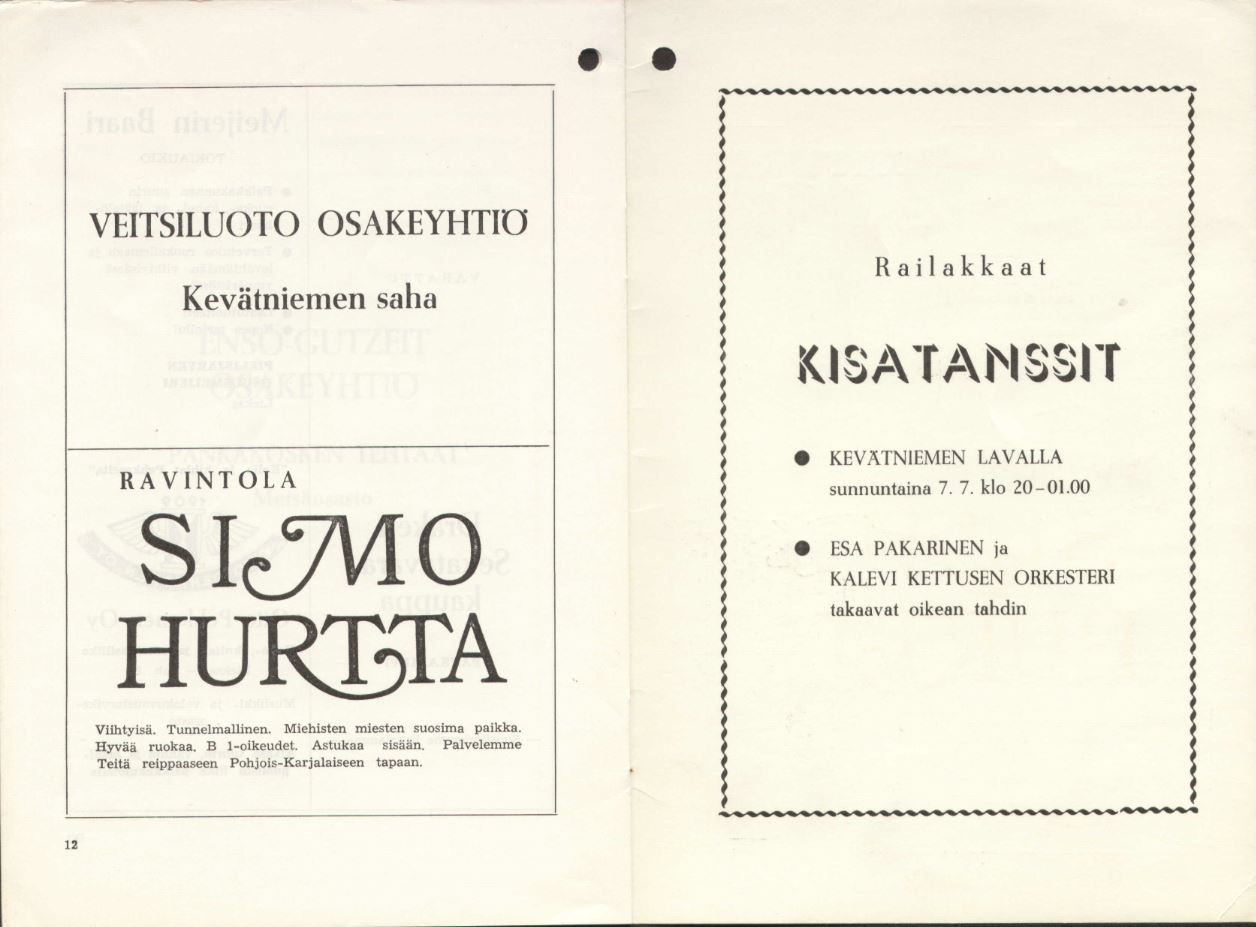 VEITSILUOTO OSAKEYHTIÖ
Kevätniemen saha
RAVINTOLA
SIMO
HURTTA
Viihtyisä. Tunnelmallinen. Miehisten miesten suosima paikka.
Hyvää ruokaa. B 1-oikeudet. Astukaa sisään. Palvelemme
Teitä reippaaseen Pohjois-Karjalaiseen tapaan.
12
Railakkaat
KISATANSSIT
● KEVÄTNIEMEN LAVALLA
sunnuntaina 7. 7. klo 20–01.00
● ESA PAKARINEN ja
KALEVI KETTUSEN ORKESTERI
takaavat oikean tahdin